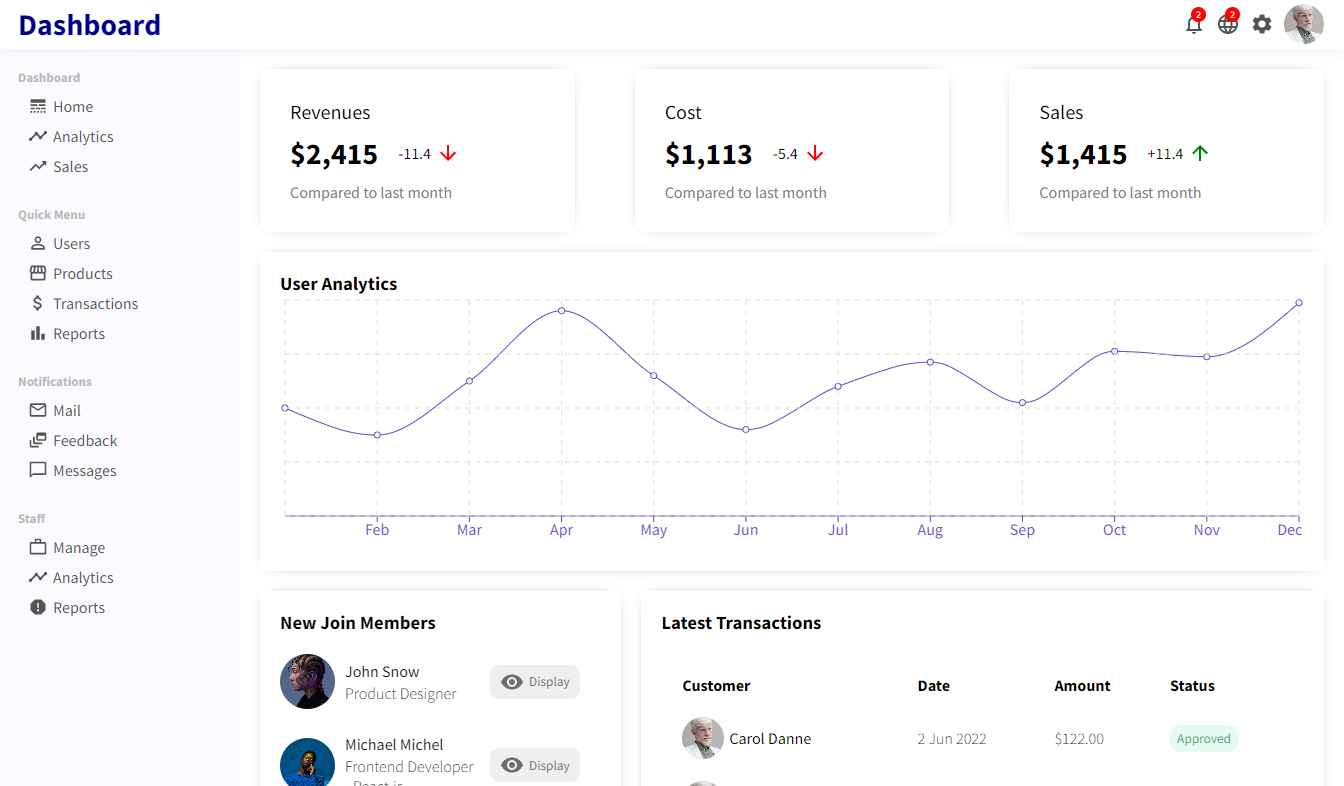 Dashboard
2
2
Dashboard
Home
Analytics
Sales
Quick Menu
Users
Products
Transactions
Reports
Notifications
Mail
Feedback
Messages
Staff
Manage
Analytics
Reports
Revenues
$2,415 -11.4
Compared to last month
Cost
$1,113 -5.4
Compared to last month
Sales
$1,415 +11.4
Compared to last month
User Analytics
Feb Mar Apr May Jun Jul Aug Sep Oct Nov Dec
New Join Members
John Snow
Product Designer
Display
Michael Michel
Frontend Developer
- React.js
Display
Latest Transactions
Customer Date Amount Status
Carol Danne 2 Jun 2022 $122.00 Approved